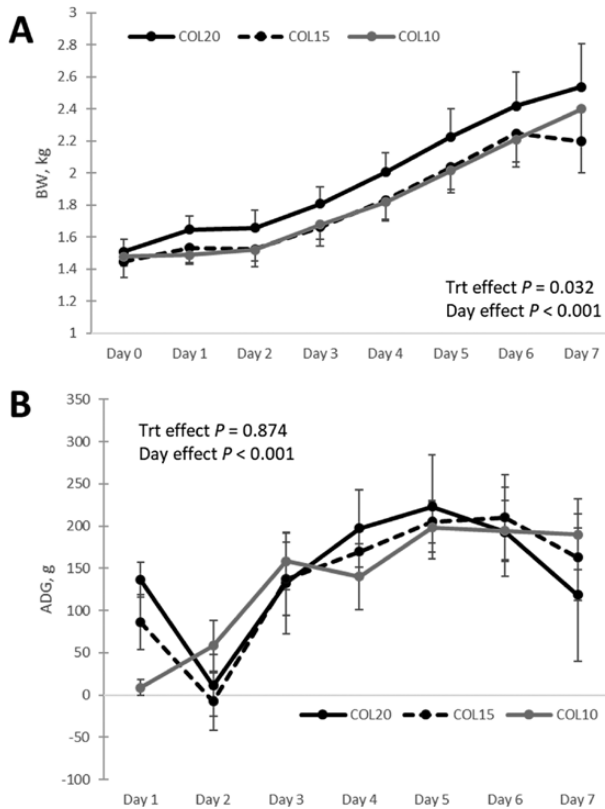 A
COL20 COL15 COL10
3
2.8
2.6
2.4
2.2
2
1.8
1.6
1.4
1.2
1
BW, kg
Trt effect P = 0.032
Day effect P < 0.001
Day 0 Day 1 Day 2 Day 3 Day 4 Day 5 Day 6 Day 7
B
350
300
250
200
150
100
50
0
-50
-100
ADG, g
Trt effect P = 0.874
Day effect P < 0.001
COL20 COL15 COL10
Day 1 Day 2 Day 3 Day 4 Day 5 Day 6 Day 7